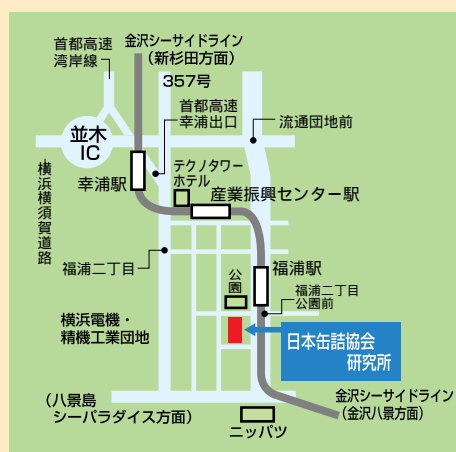 首都高速
湾岸線
金沢シーサイドライン
（新杉田方面）
357号
並木
IC
首都高速
幸浦出口
流通団地前
横浜横須賀道路
幸浦駅
テクノタワー
ホテル
産業振興センター駅
福浦二丁目
公園
福浦駅
福浦二丁目
公園前
横浜電機・
精機工業団地
日本缶詰協会
研究所
（八景島
シーパラダイス方面）
金沢シーサイドライン
（金沢八景方面）
ニッパツ